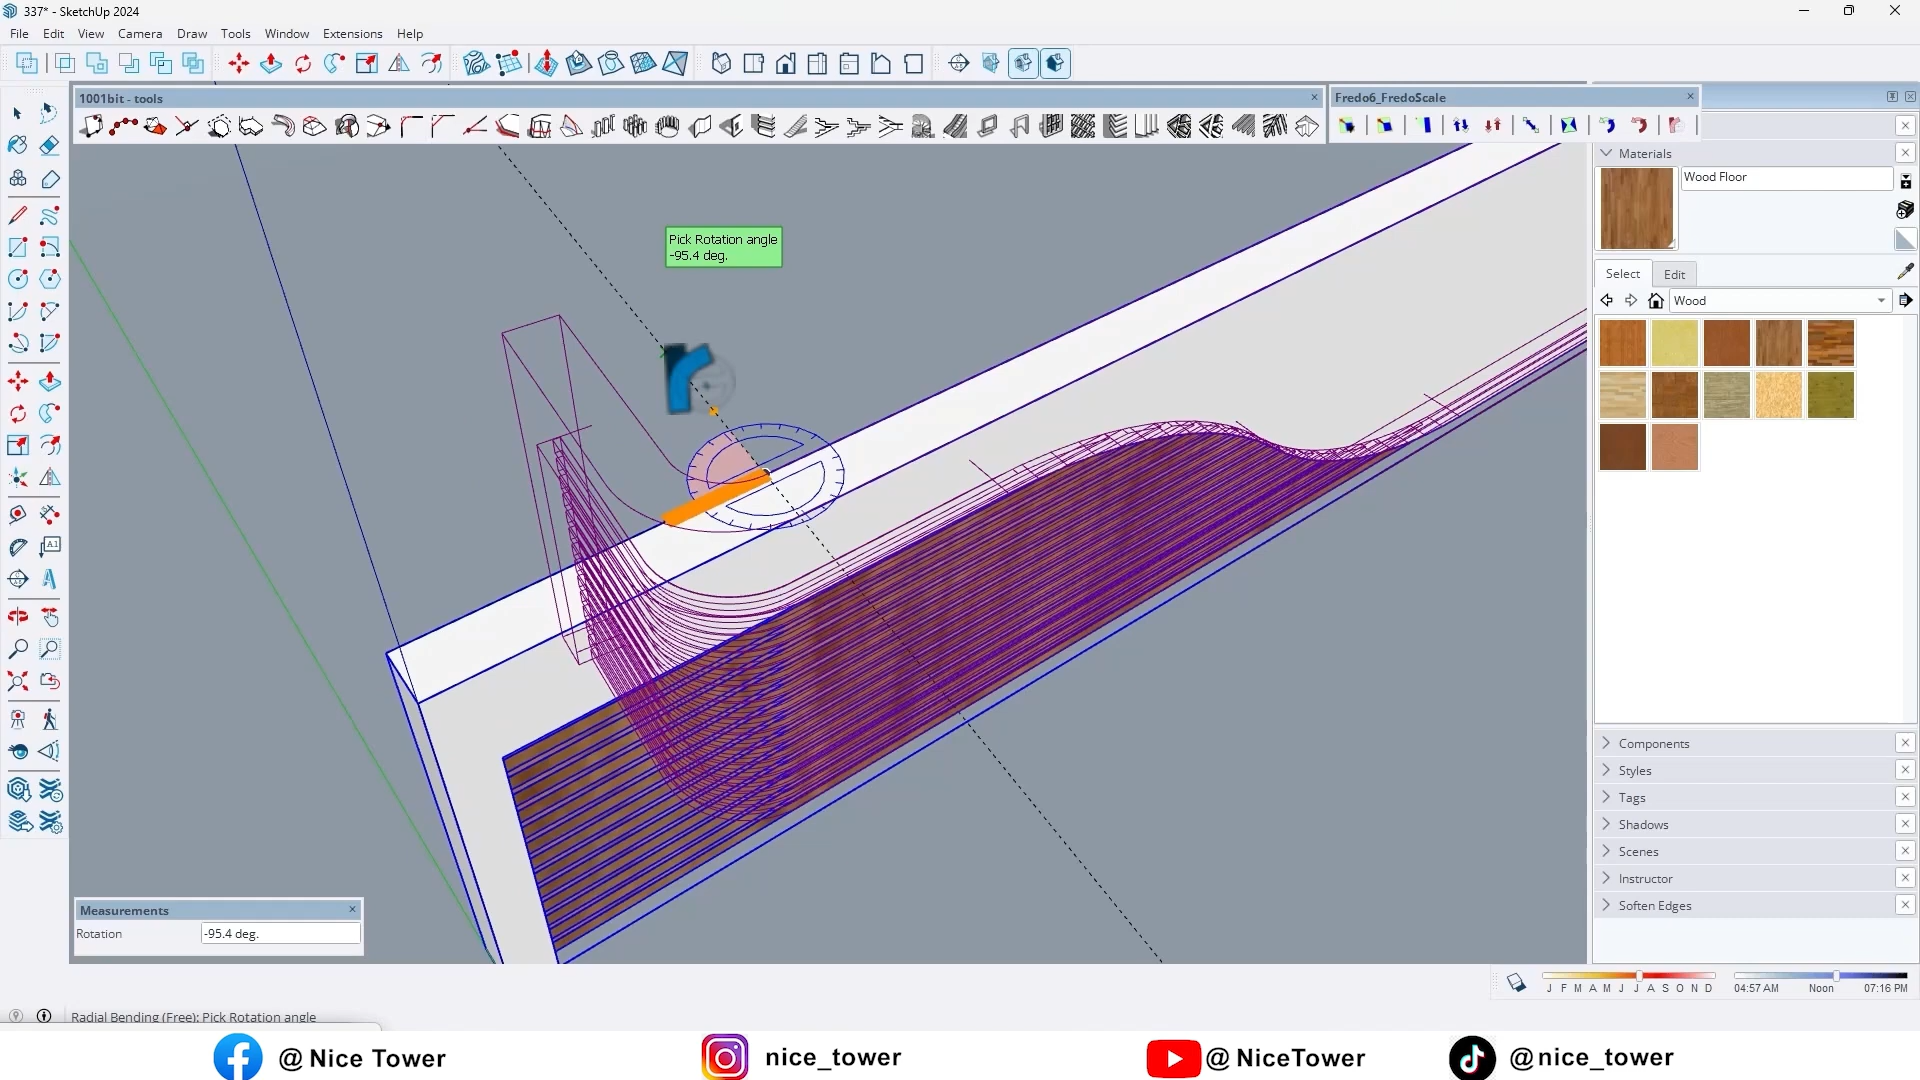 337* - SketchUp 2024
File Edit View Camera Draw Tools Window Extensions Help
1001bit - tools
Fredo6_FredoScale
Materials
Wood Floor
Pick Rotation angle
-95.4 deg.
Select Edit
Wood
Components
Styles
Tags
Shadows
Scenes
Instructor
Soften Edges
Measurements
Rotation -95.4 deg.
J F M A M J J A S O N D
04:57 AM Noon 07:16 PM
Radial Bending (Free): Pick Rotation angle
@ Nice Tower
nice_tower
@ NiceTower
@nice_tower